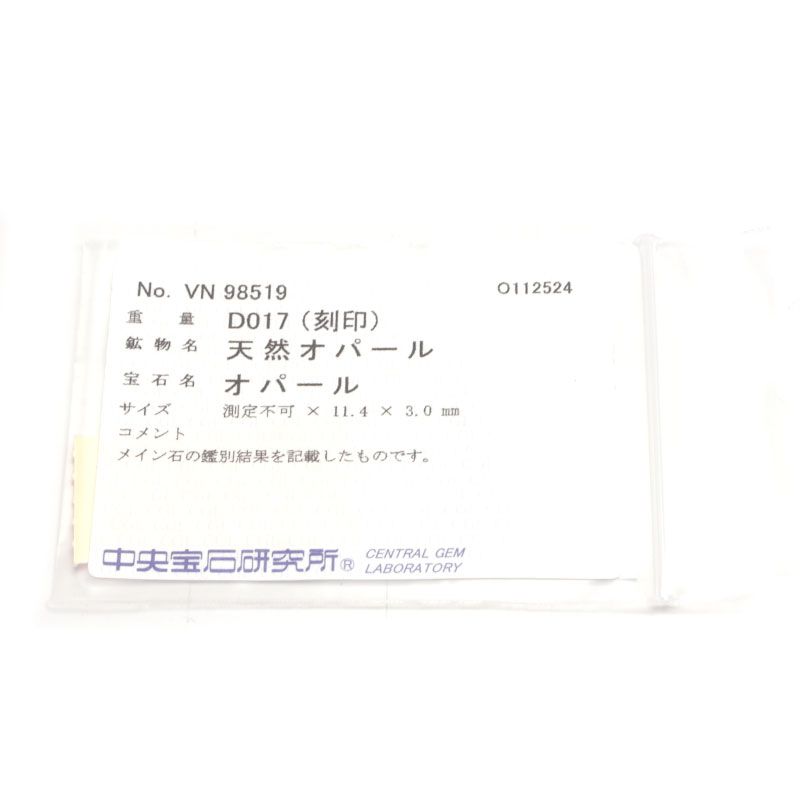 No. VN 98519 O112524
重 量 D017 (刻印)
鉱物名 天然オパール
宝石名 オパール
サイズ 測定不可 × 11.4 × 3.0 mm
コメント
メイン石の鑑別結果を記載したものです。
中央宝石研究所® CENTRAL GEM
LABORATORY